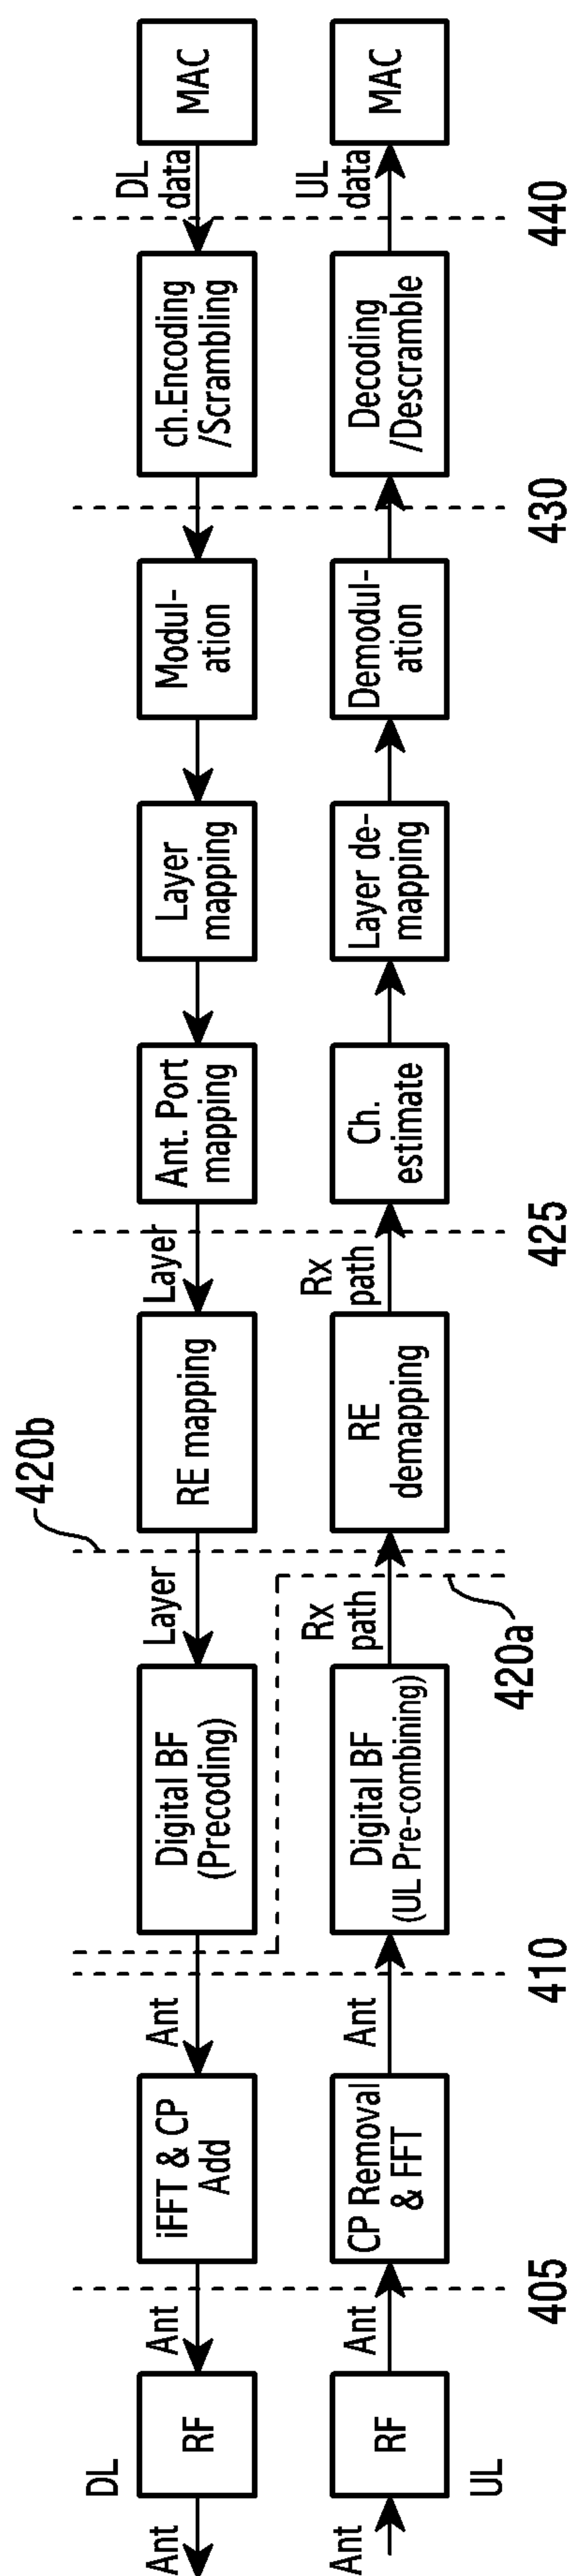 420b
DL
Ant
RF
Ant
iFFT & CP
Add
Ant
Digital BF
(Precoding)
Layer
RE mapping
Layer
Ant. Port
mapping
Layer
mapping
Modul-
ation
ch.Encoding
/Scrambling
DL
data
MAC
Ant
RF
Ant
CP Removal
& FFT
Ant
Digital BF
(UL Pre-combining)
Rx
path
RE
demapping
Rx
path
Ch.
estimate
Layer de-
mapping
Demodul-
ation
Decoding
/Descramble
UL
data
MAC
UL
405
410
420a
425
430
440